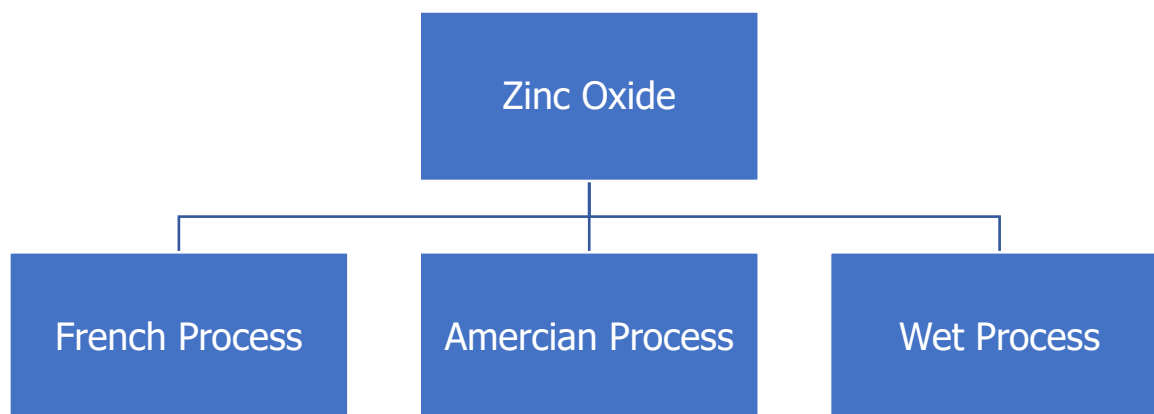 Zinc Oxide
French Process
Amercian Process
Wet Process